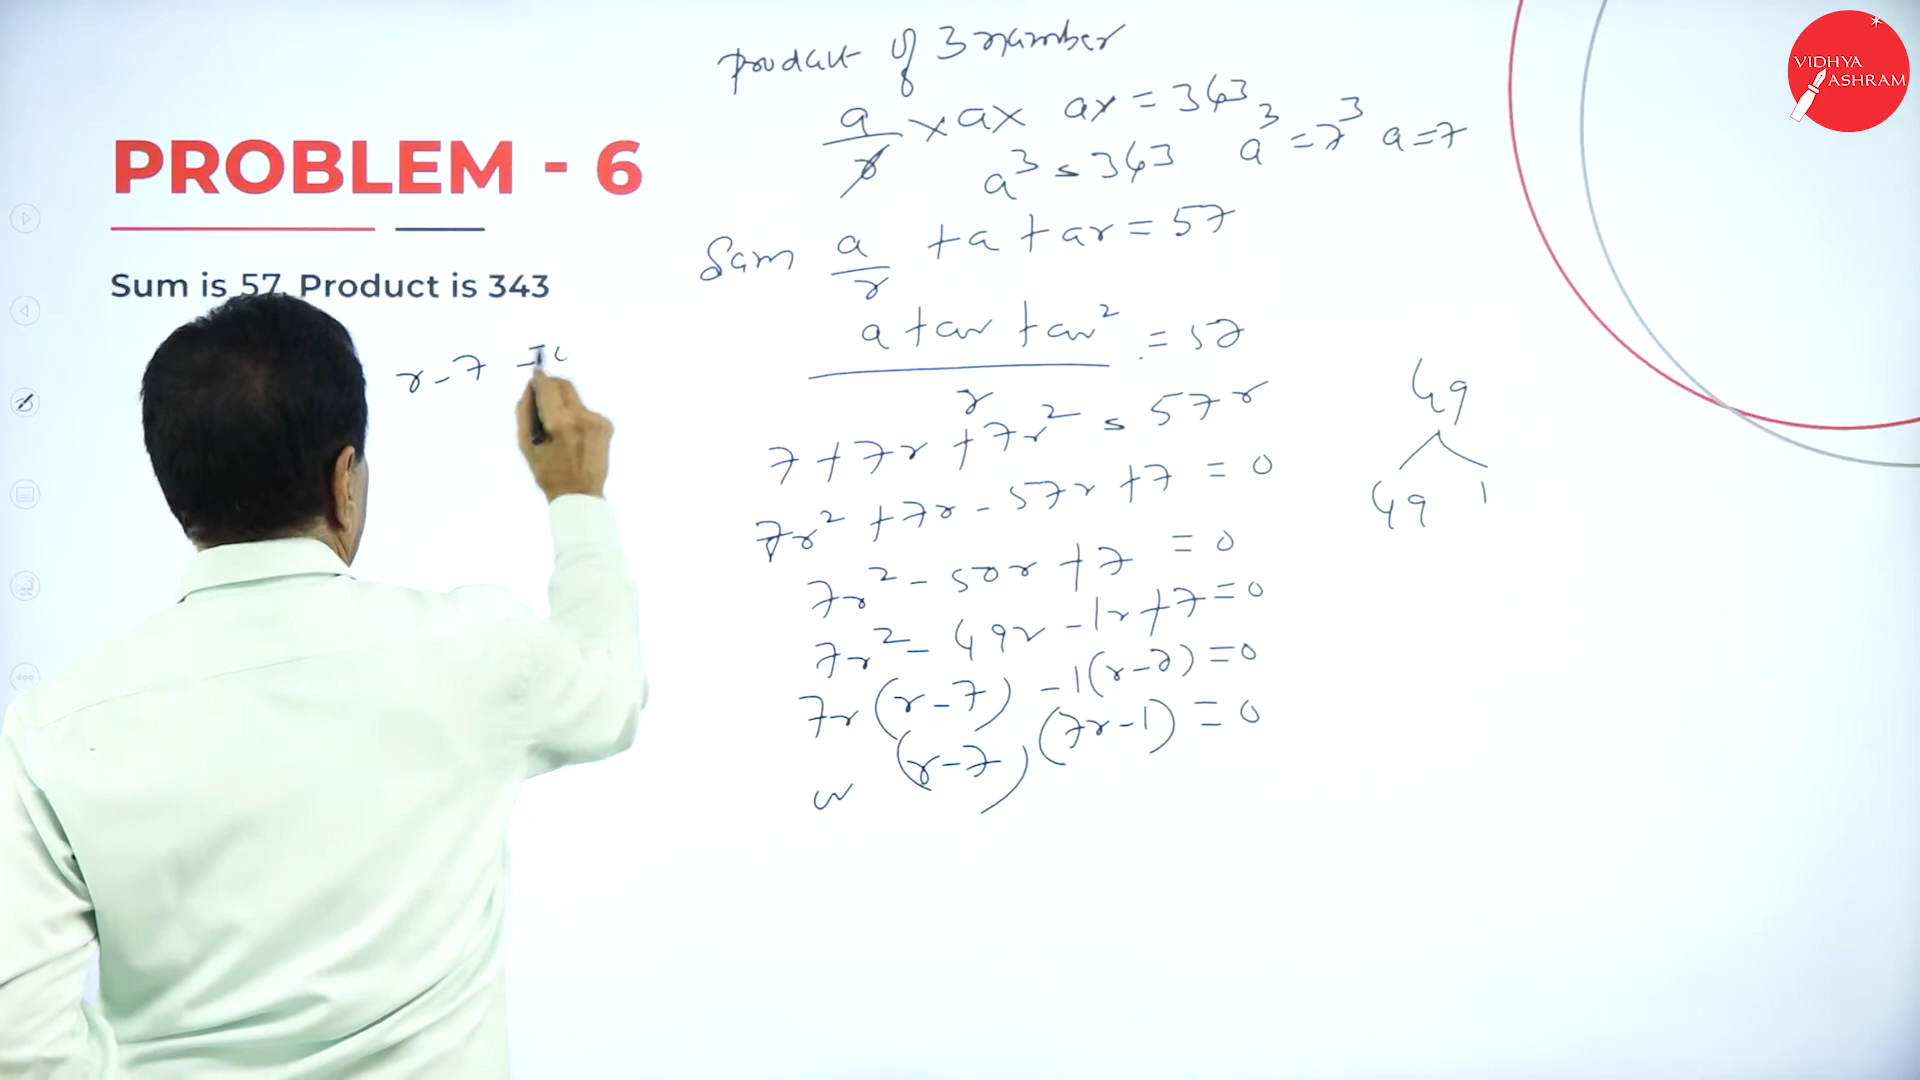 VIDHYA
ASHRAM
PROBLEM - 6
Sum is 57, Product is 343
r - 7 =
Product of 3 number
a/r × a × ar = 343
a³ = 343 a³ = 7³ a = 7
Sum a/r + a + ar = 57
a + ar + ar² / r = 57
7 + 7r + 7r² = 57r
7r² + 7r - 57r + 7 = 0
7r² - 50r + 7 = 0
7r² - 49r - 1r + 7 = 0
7r (r - 7) - 1(r - 7) = 0
(r - 7) (7r - 1) = 0
49
49 1